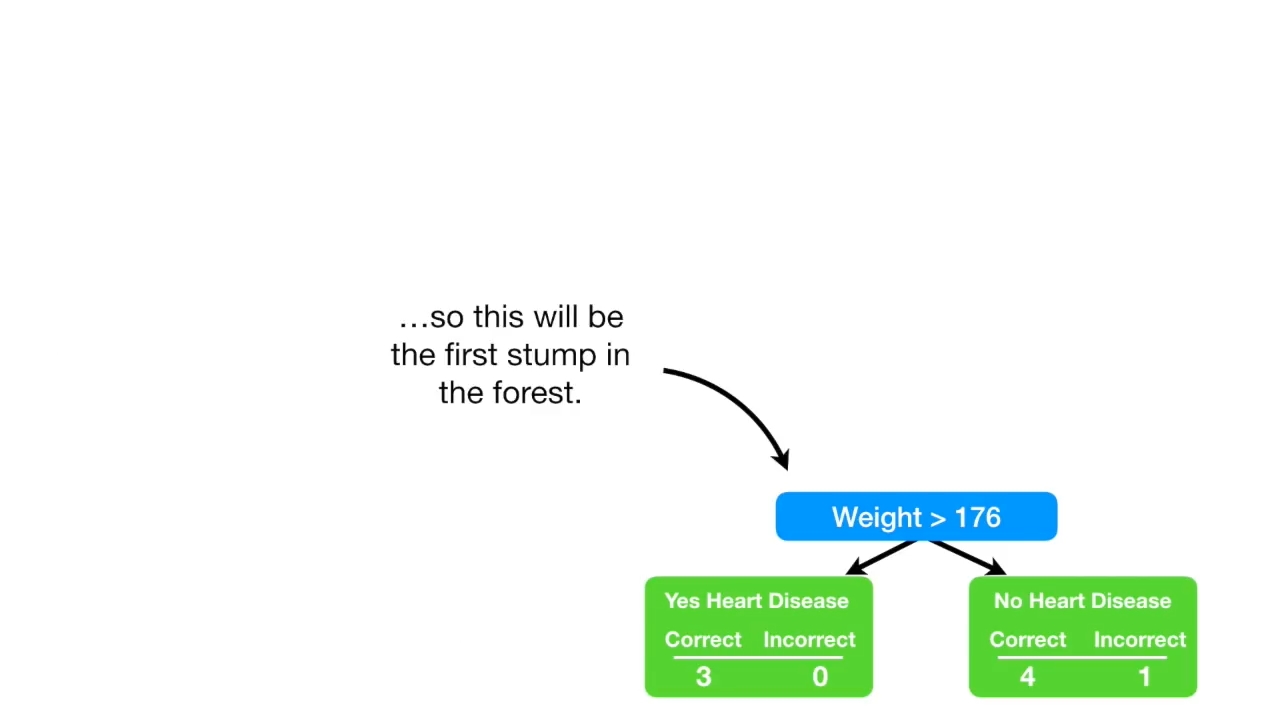 …so this will be
the first stump in
the forest.
Weight > 176
Yes Heart Disease
Correct Incorrect
3 0
No Heart Disease
Correct Incorrect
4 1